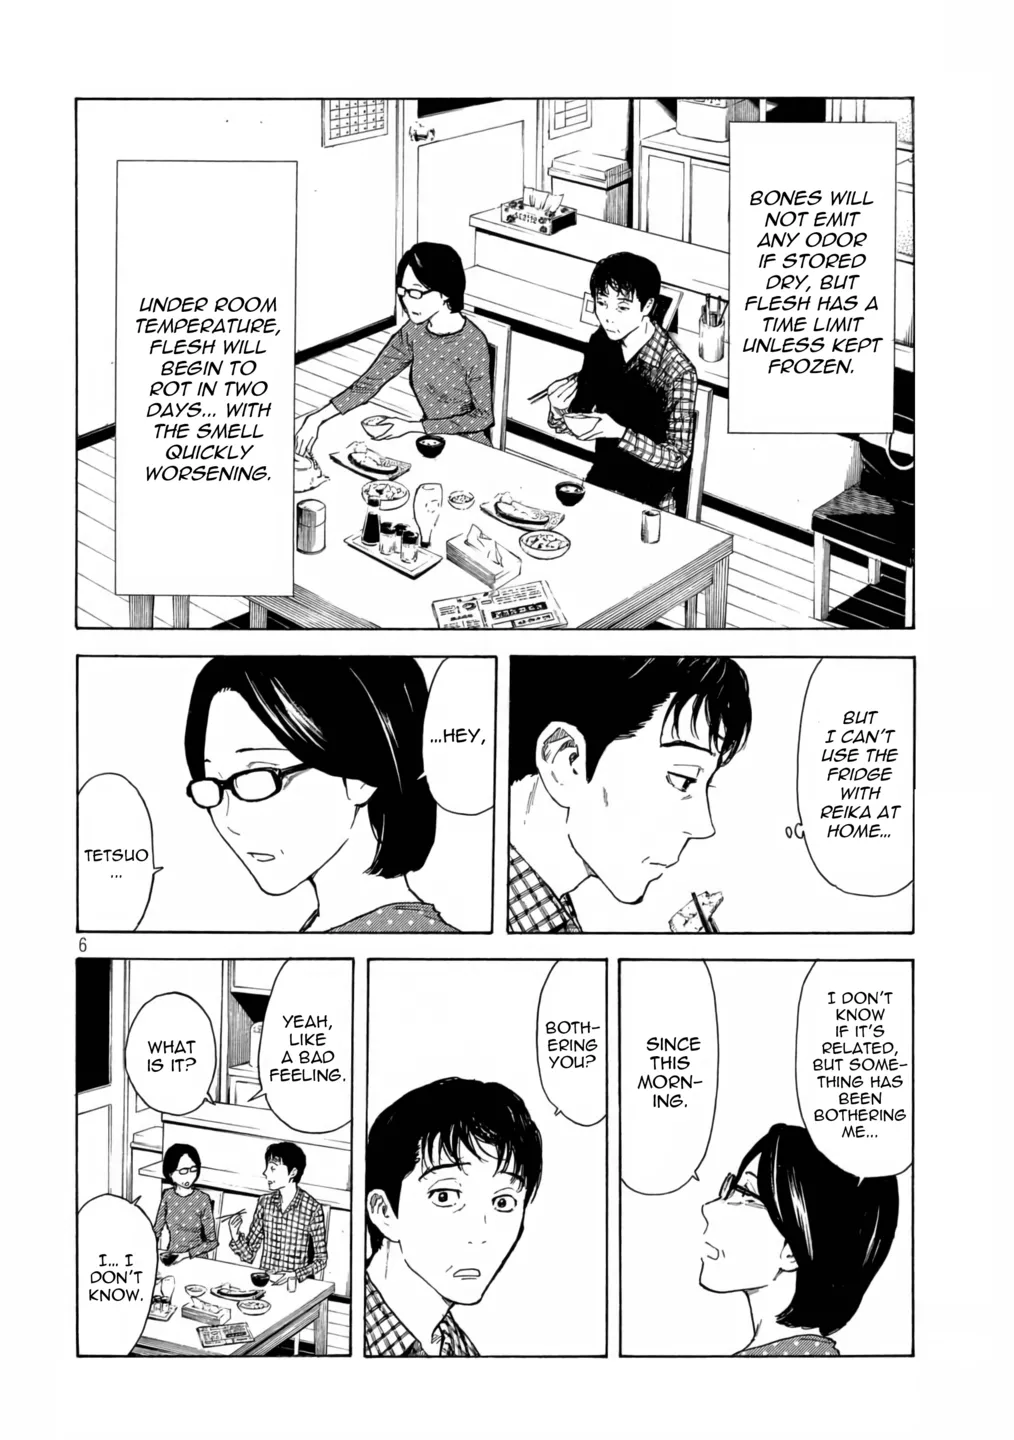 BONES WILL
NOT EMIT
ANY ODOR
IF STORED
DRY, BUT
FLESH HAS A
TIME LIMIT
UNLESS KEPT
FROZEN.
UNDER ROOM
TEMPERATURE,
FLESH WILL
BEGIN TO
ROT IN TWO
DAYS... WITH
THE SMELL
QUICKLY
WORSENING.
BUT
I CAN'T
USE THE
FRIDGE
WITH
REIKA AT
HOME...
...HEY,
TETSUO
...
6
I DON'T
KNOW
IF IT'S
RELATED,
BUT SOME-
THING HAS
BEEN
BOTHERING
ME...
SINCE
THIS
MORN-
ING.
BOTH-
ERING
YOU?
YEAH,
LIKE
A BAD
FEELING.
WHAT
IS IT?
I... I
DON'T
KNOW.